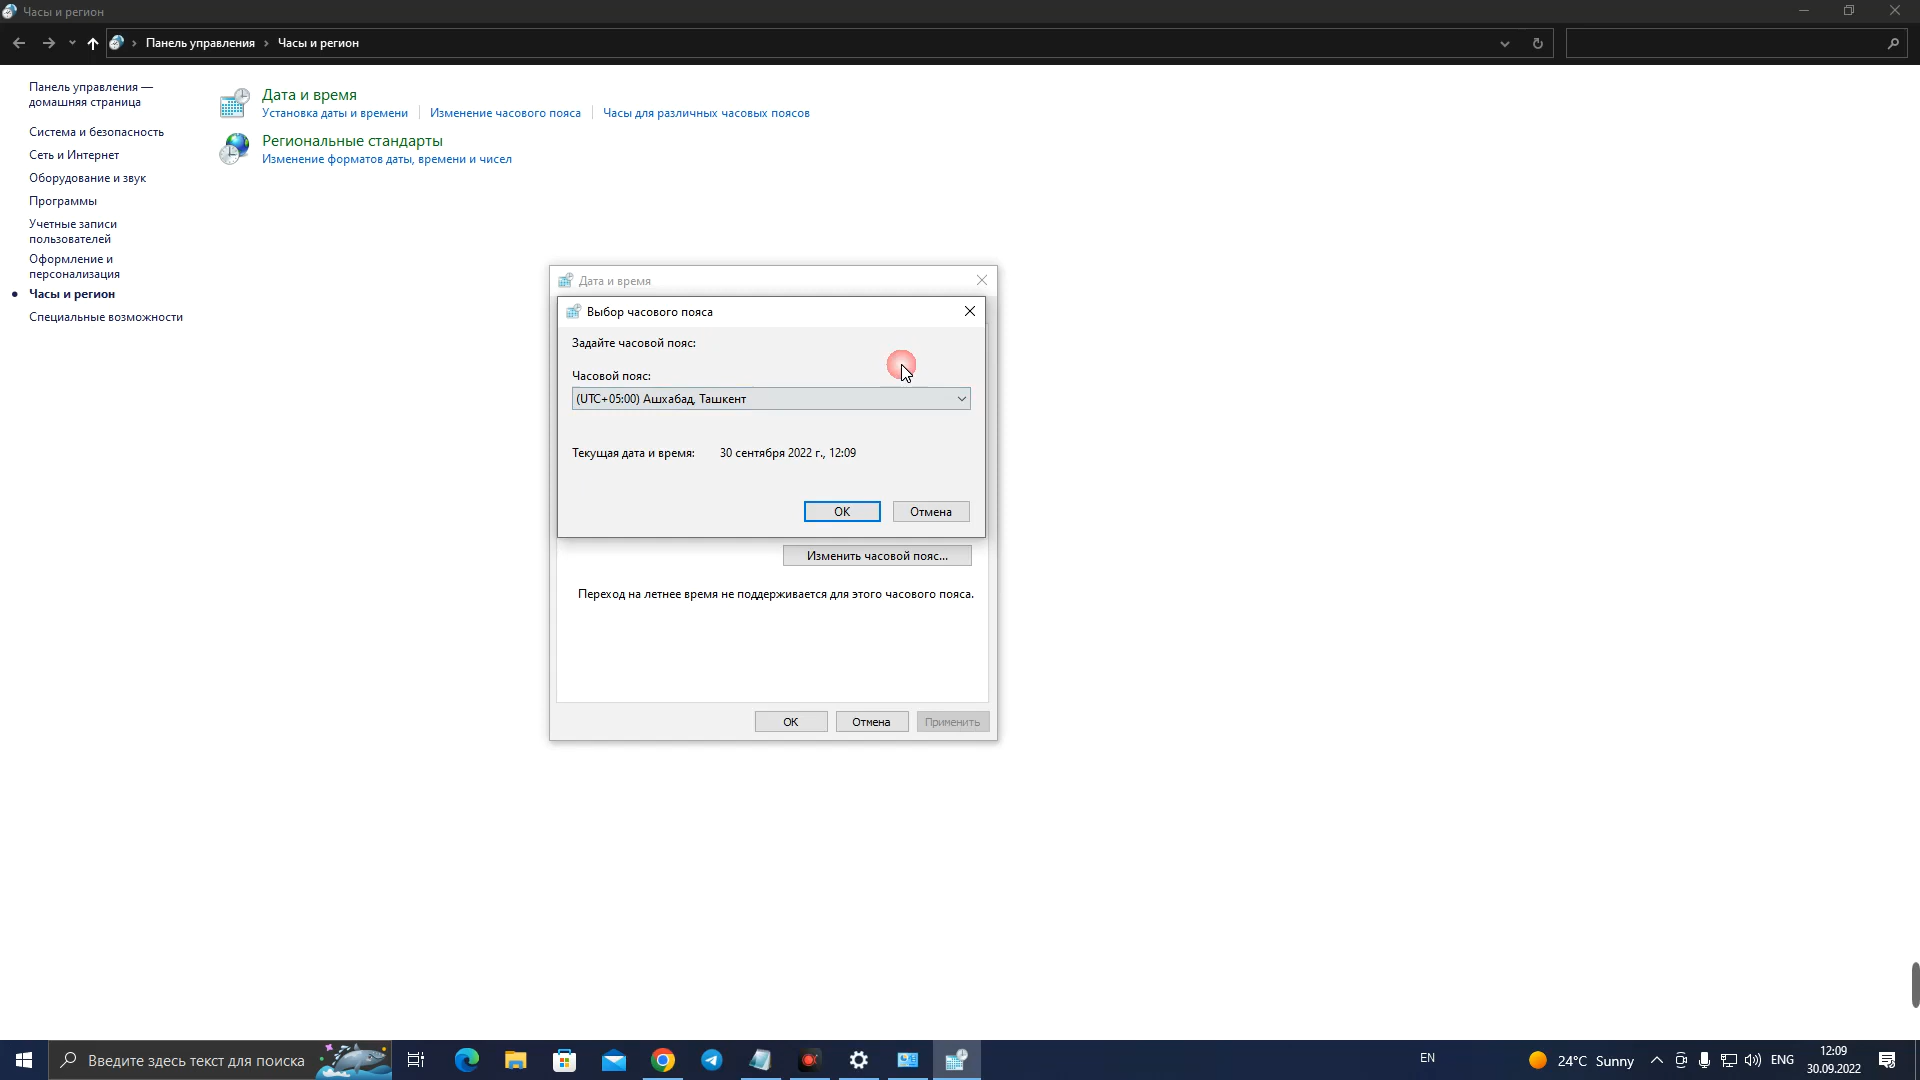 Часы и регион
Панель управления
Часы и регион
Панель управления —
домашняя страница
Система и безопасность
Сеть и Интернет
Оборудование и звук
Программы
Учетные записи
пользователей
Оформление и
персонализация
Часы и регион
Специальные возможности
Дата и время
Установка даты и времени
Изменение часового пояса
Часы для различных часовых поясов
Региональные стандарты
Изменение форматов даты, времени и чисел
Дата и время
Выбор часового пояса
Задайте часовой пояс:
Часовой пояс:
(UTC+05:00) Ашхабад, Ташкент
Текущая дата и время: 30 сентября 2022 г., 12:09
ОК
Отмена
Изменить часовой пояс...
Переход на летнее время не поддерживается для этого часового пояса.
ОК
Отмена
Применить
Введите здесь текст для поиска
EN
24°C Sunny
ENG
12:09
30.09.2022